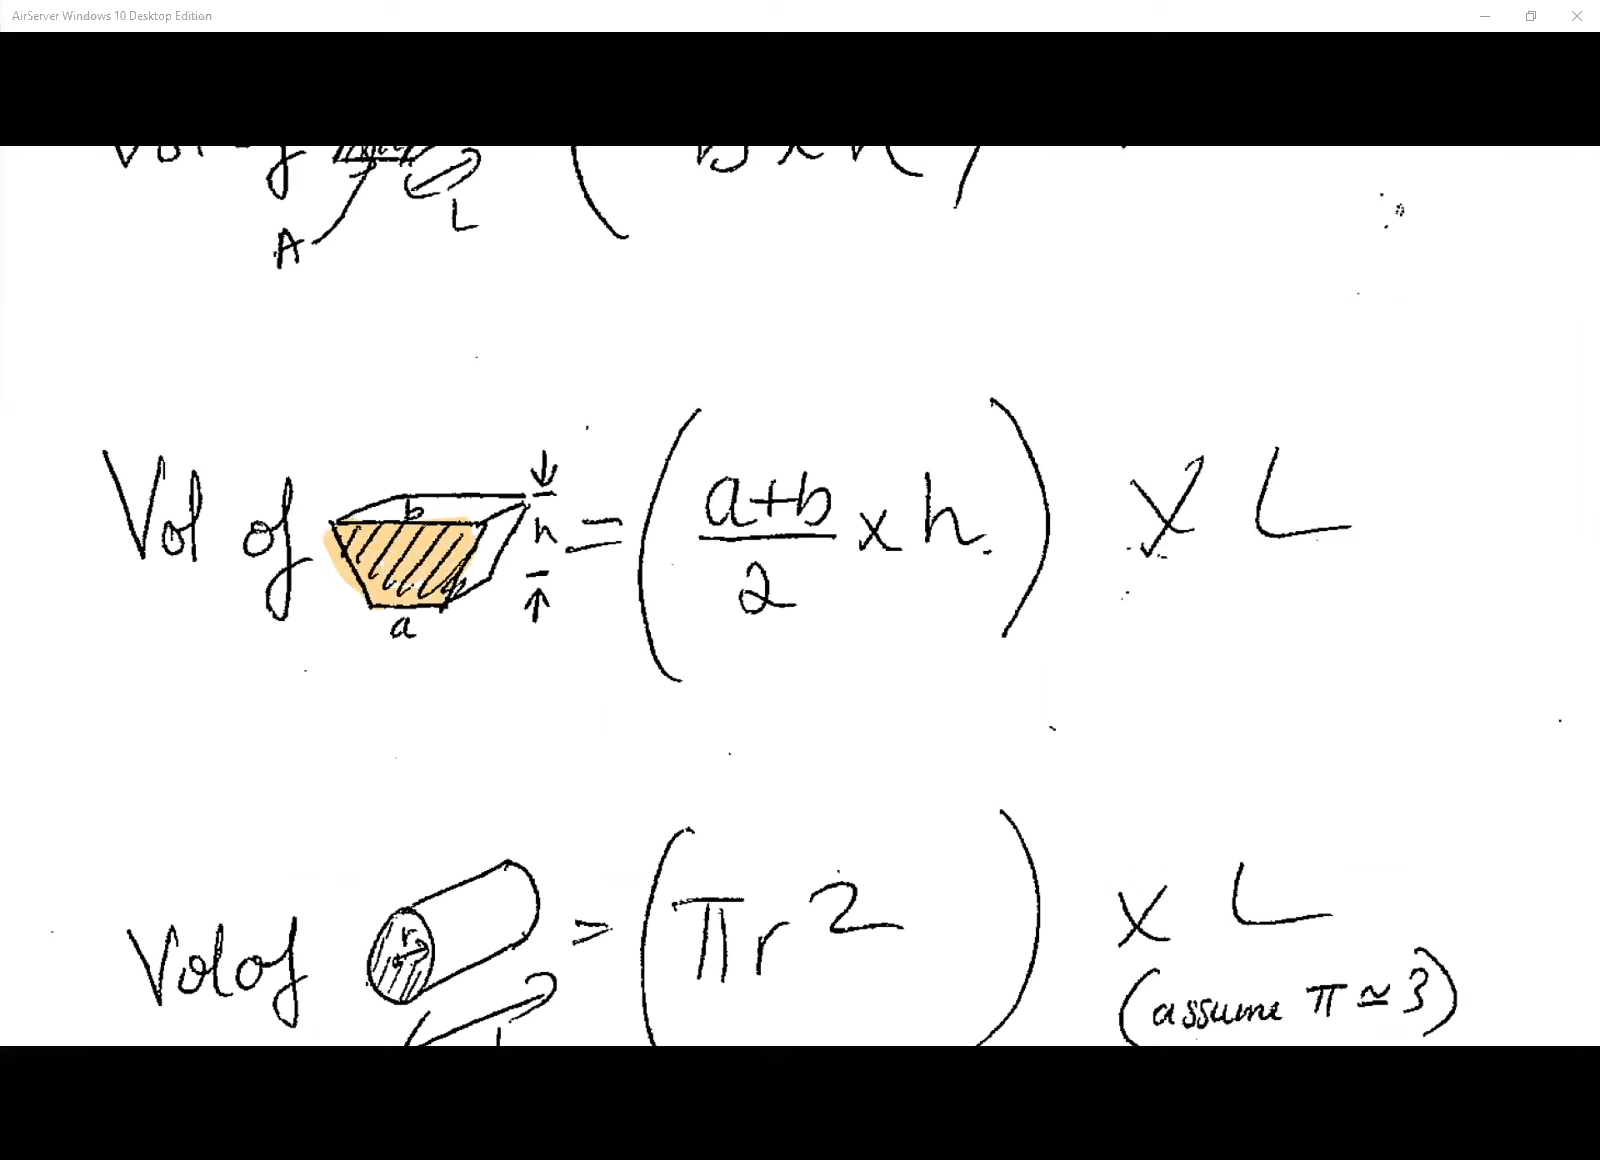 AirServer Windows 10 Desktop Edition
A L
Vol of b h a = ( a+b / 2 x h ) x L
Vol of r = ( πr² ) x L
(assume π ≃ 3)